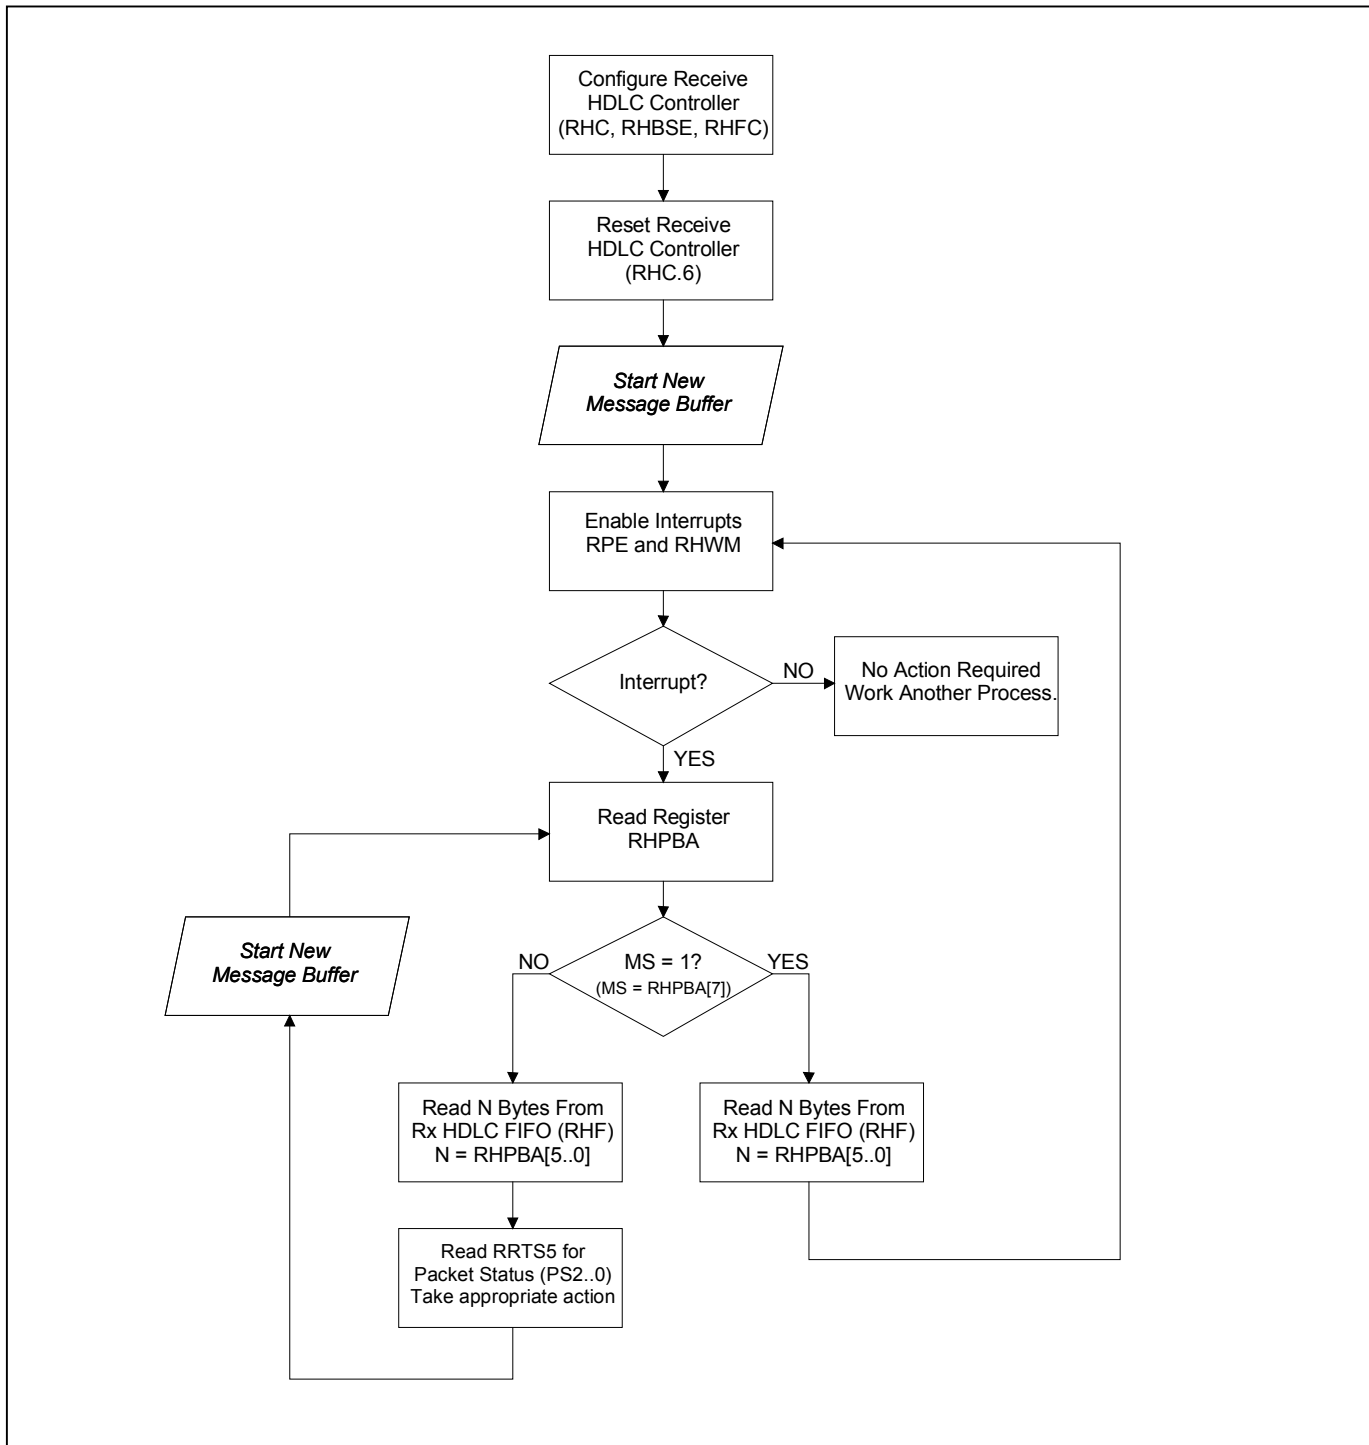 Configure Receive
HDLC Controller
(RHC, RHBSE, RHFC)
Reset Receive
HDLC Controller
(RHC.6)
Start New
Message Buffer
Enable Interrupts
RPE and RHWM
Interrupt?
NO
No Action Required
Work Another Process.
YES
Read Register
RHPBA
Start New
Message Buffer
NO
MS = 1?
(MS = RHPBA[7])
YES
Read N Bytes From
Rx HDLC FIFO (RHF)
N = RHPBA[5..0]
Read N Bytes From
Rx HDLC FIFO (RHF)
N = RHPBA[5..0]
Read RRTS5 for
Packet Status (PS2..0)
Take appropriate action